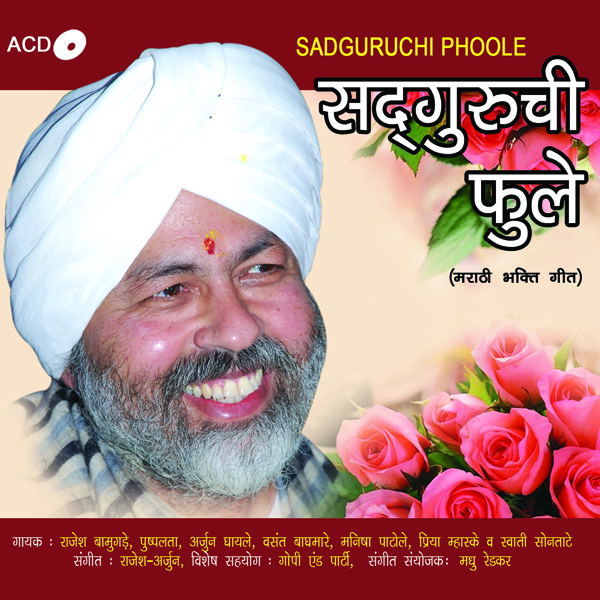 ACD
SADGURUCHI PHOOLE
सद्‌गुरुची
फुले
(मराठी भक्ति गीत)
गायक : राजेश बामुगडे, पुष्पलता, अर्जुन घायले, वसंत बाघमारे, मनिषा पाटोले, प्रिया म्हास्के व स्वाती सोनताटे
संगीत : राजेश-अर्जुन, विशेष सहयोग : गोपी एंड पार्टी, संगीत संयोजक: मधु रेडकर